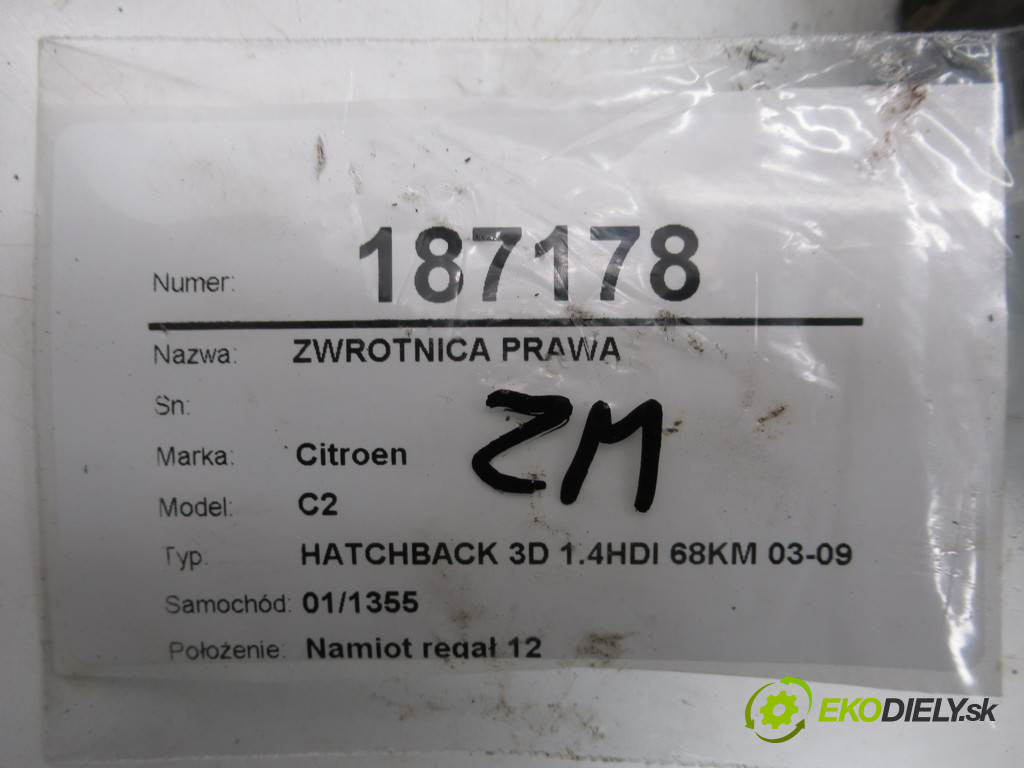 Numer: 187178
Nazwa: ZWROTNICA PRAWA
Sn:
Marka: Citroen
ZM
Model: C2
Typ: HATCHBACK 3D 1.4HDI 68KM 03-09
Samochód: 01/1355
Położenie: Namiot regał 12
EKODIELY.sk